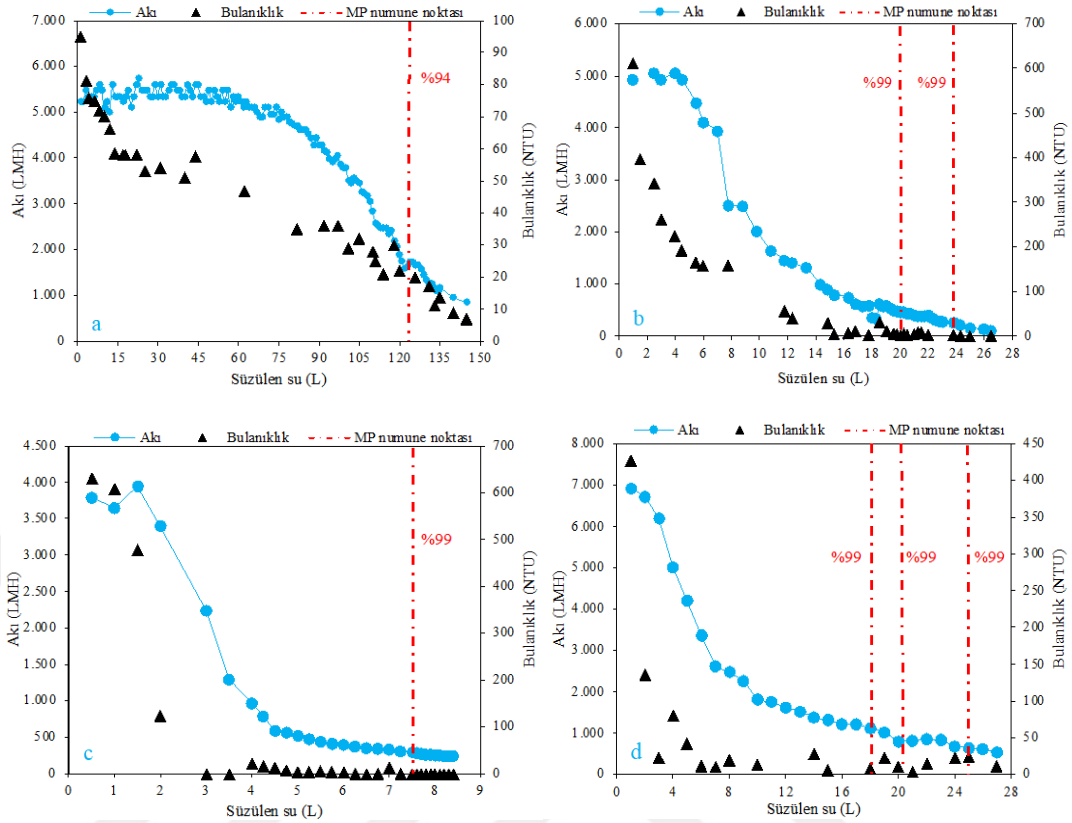 Akı Bulanıklık MP numune noktası
6.000
5.000
4.000
3.000
2.000
1.000
0
Akı (LMH)
100
90
80
70
60
50
40
30
20
10
0
Bulanıklık (NTU)
%94
a
0 15 30 45 60 75 90 105 120 135 150
Süzülen su (L)
Akı Bulanıklık MP numune noktası
6.000
5.000
4.000
3.000
2.000
1.000
0
Akı (LMH)
700
600
500
400
300
200
100
0
Bulanıklık (NTU)
%99 %99
b
0 2 4 6 8 10 12 14 16 18 20 22 24 26 28
Süzülen su (L)
Akı Bulanıklık MP numune noktası
4.500
4.000
3.500
3.000
2.500
2.000
1.500
1.000
500
0
Akı (LMH)
700
600
500
400
300
200
100
0
Bulanıklık (NTU)
%99
c
0 1 2 3 4 5 6 7 8 9
Süzülen su (L)
Akı Bulanıklık MP numune noktası
8.000
7.000
6.000
5.000
4.000
3.000
2.000
1.000
0
Akı (LMH)
450
400
350
300
250
200
150
100
50
0
Bulanıklık (NTU)
%99 %99 %99
d
0 4 8 12 16 20 24 28
Süzülen su (L)